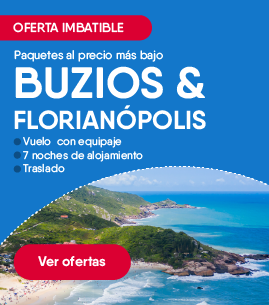 OFERTA IMBATIBLE
Paquetes al precio más bajo
BUZIOS &
FLORIANÓPOLIS
Vuelo con equipaje
7 noches de alojamiento
Traslado
Ver ofertas